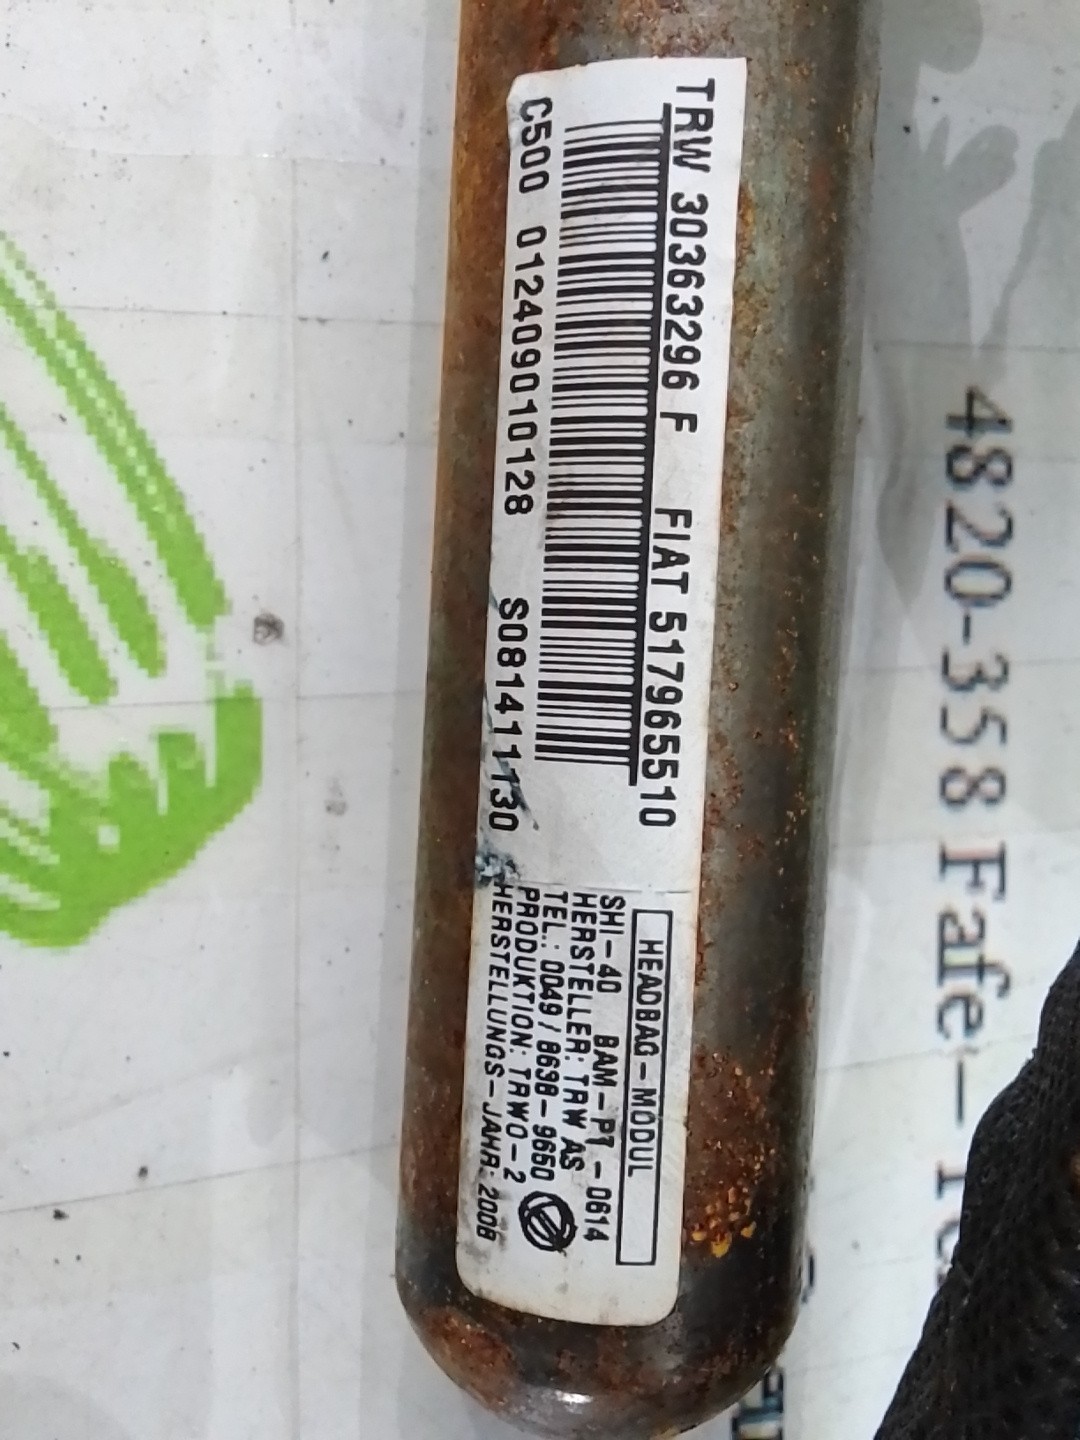 TRW 30363296 F FIAT 517965510
C500 012409010128 S081411T30
HEADBAG-MODUL
SHI-40 BAM-PT-0614
HERSTELLER: TRW AS
TEL.: 0049/8638-9650
PRODUKTION: TRWO-2
HERSTELLUNGS-JAHR: 2008
4820-358 Fafe-